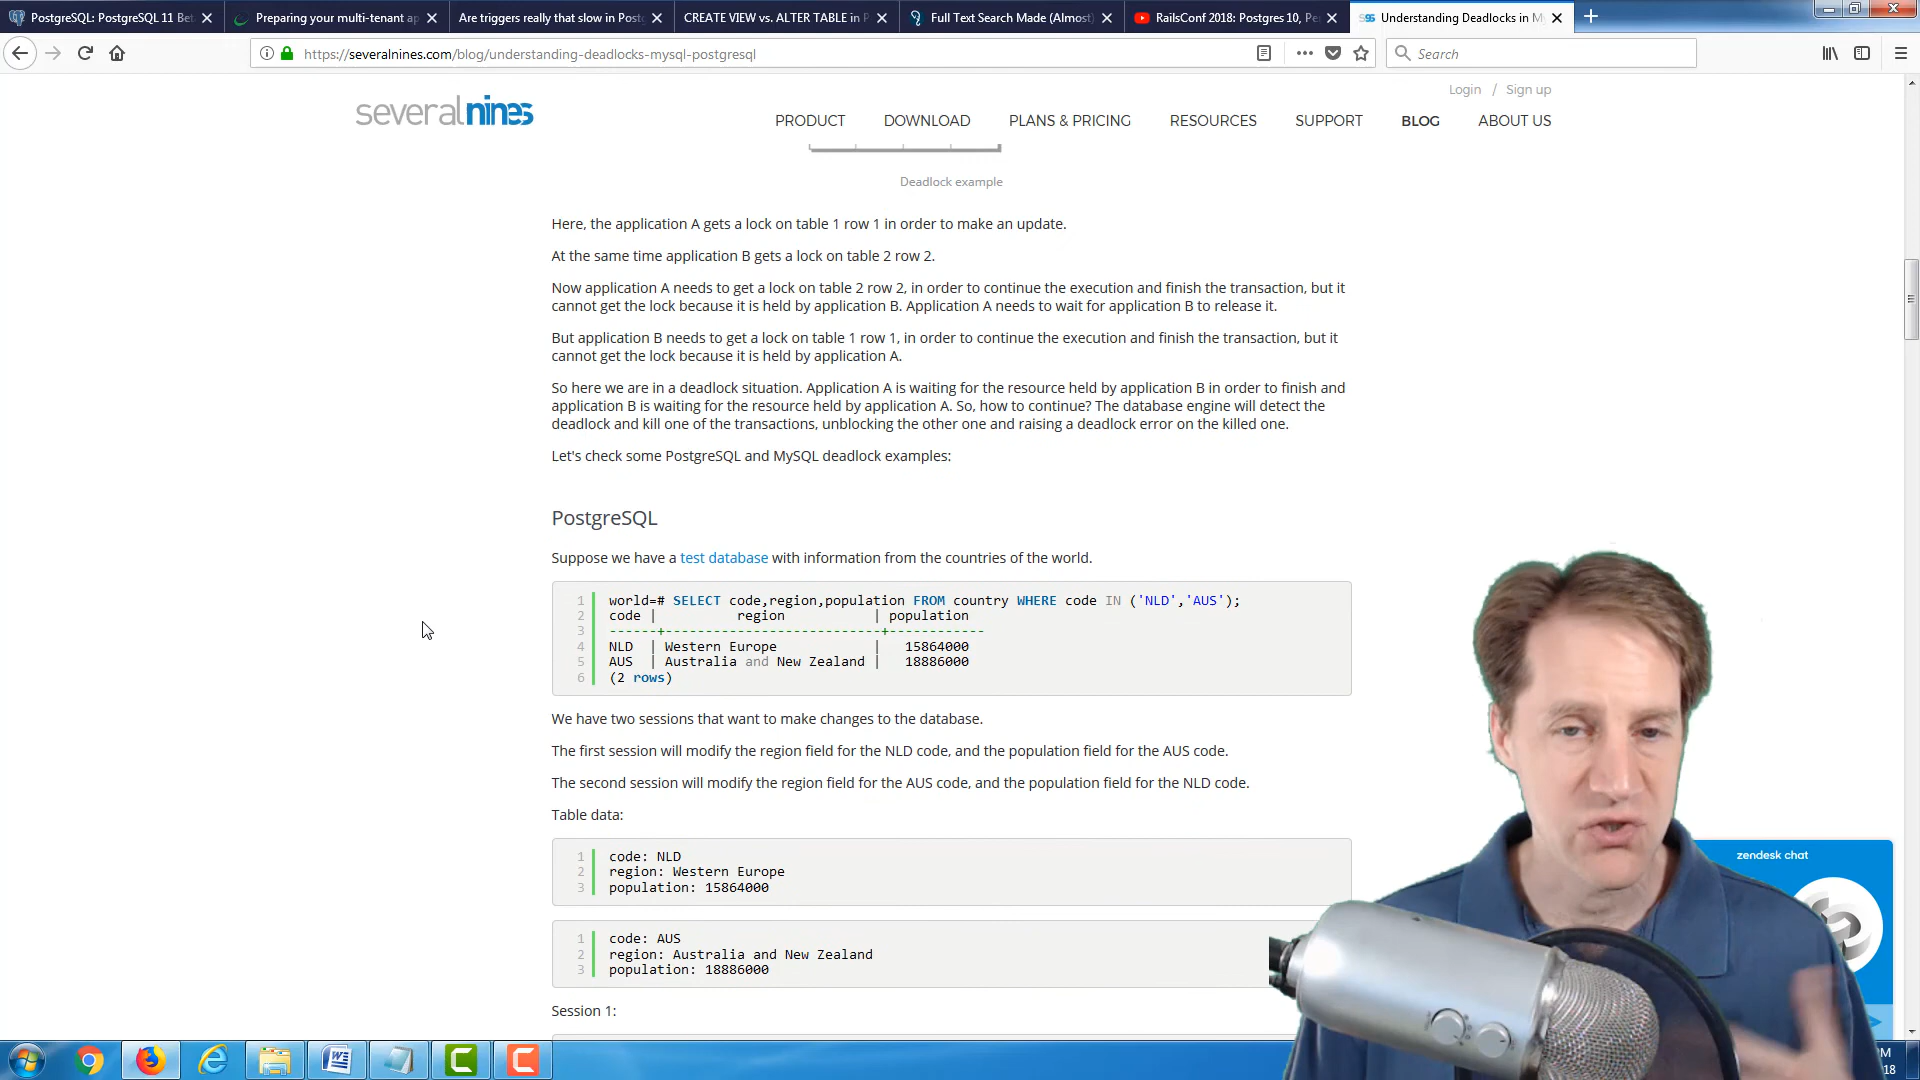 PostgreSQL: PostgreSQL 11 Bet
Preparing your multi-tenant ap
Are triggers really that slow in Postg
CREATE VIEW vs. ALTER TABLE in P
Full Text Search Made (Almost)
RailsConf 2018: Postgres 10, Pe
Understanding Deadlocks in M
https://severalnines.com/blog/understanding-deadlocks-mysql-postgresql
Search
Login / Sign up
severalnines
PRODUCT DOWNLOAD PLANS & PRICING RESOURCES SUPPORT BLOG ABOUT US
Deadlock example
Here, the application A gets a lock on table 1 row 1 in order to make an update.
At the same time application B gets a lock on table 2 row 2.
Now application A needs to get a lock on table 2 row 2, in order to continue the execution and finish the transaction, but it
cannot get the lock because it is held by application B. Application A needs to wait for application B to release it.
But application B needs to get a lock on table 1 row 1, in order to continue the execution and finish the transaction, but it
cannot get the lock because it is held by application A.
So here we are in a deadlock situation. Application A is waiting for the resource held by application B in order to finish and
application B is waiting for the resource held by application A. So, how to continue? The database engine will detect the
deadlock and kill one of the transactions, unblocking the other one and raising a deadlock error on the killed one.
Let's check some PostgreSQL and MySQL deadlock examples:
PostgreSQL
Suppose we have a test database with information from the countries of the world.
1 world=# SELECT code,region,population FROM country WHERE code IN ('NLD','AUS');
2 code | region | population
3 ------+---------------------------+------------
4 NLD | Western Europe | 15864000
5 AUS | Australia and New Zealand | 18886000
6 (2 rows)
We have two sessions that want to make changes to the database.
The first session will modify the region field for the NLD code, and the population field for the AUS code.
The second session will modify the region field for the AUS code, and the population field for the NLD code.
Table data:
1 code: NLD
2 region: Western Europe
3 population: 15864000
1 code: AUS
2 region: Australia and New Zealand
3 population: 18886000
Session 1:
zendesk chat